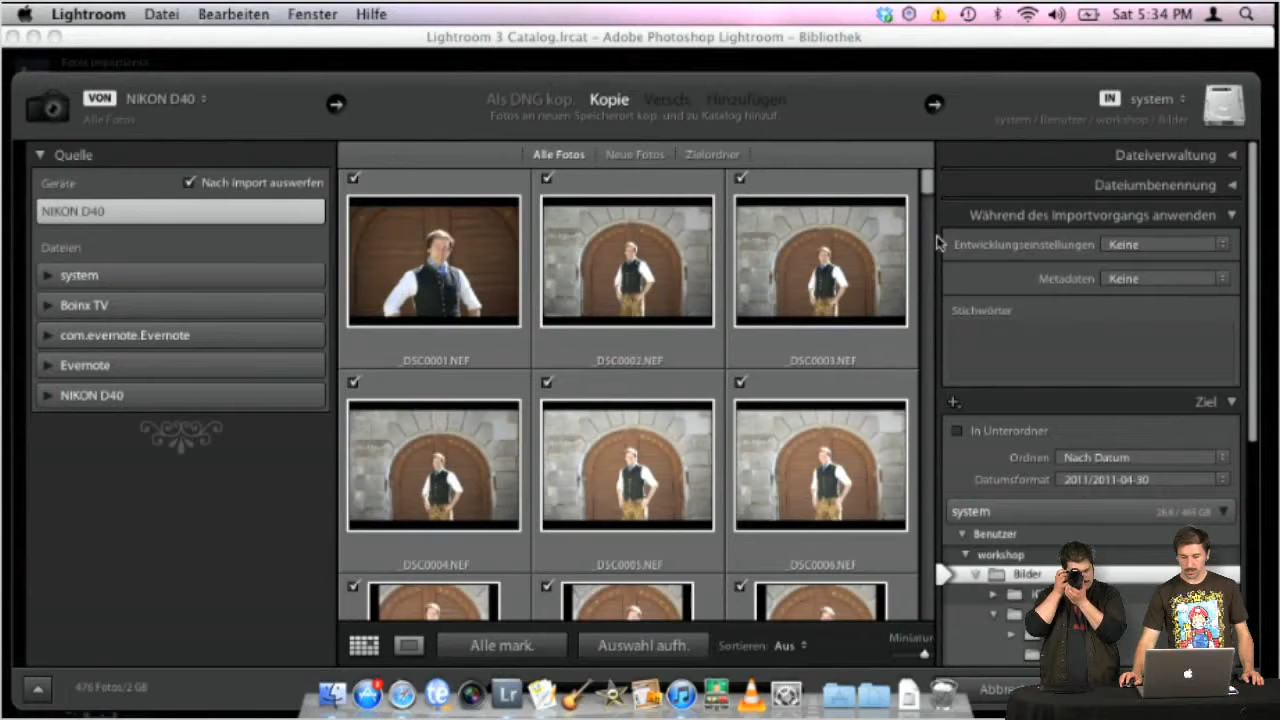 Lightroom Datei Bearbeiten Fenster Hilfe Sat 5:34 PM
Lightroom 3 Catalog.lrcat – Adobe Photoshop Lightroom – Bibliothek
Fotos importieren
VON NIKON D40
Alle Fotos
Als DNG kop. Kopie Versch. Hinzufügen
Fotos an neuen Speicherort kop. und zu Katalog hinzuf.
IN system
system / Benutzer / workshop / Bilder
Quelle
Geräte Nach Import auswerfen
NIKON D40
Dateien
system
Boinx TV
com.evernote.Evernote
Evernote
NIKON D40
Alle Fotos Neue Fotos Zielordner
_DSC0001.NEF _DSC0002.NEF _DSC0003.NEF
_DSC0004.NEF _DSC0005.NEF _DSC0006.NEF
Alle mark. Auswahl aufh. Sortieren: Aus Miniatur
Dateiverwaltung
Dateiumbenennung
Während des Importvorgangs anwenden
Entwicklungseinstellungen Keine
Metadaten Keine
Stichwörter
Ziel
In Unterordner
Ordnen Nach Datum
Datumsformat 2011/2011-04-30
system
Benutzer
workshop
Bilder
476 Fotos/2 GB
Lr
Abbre